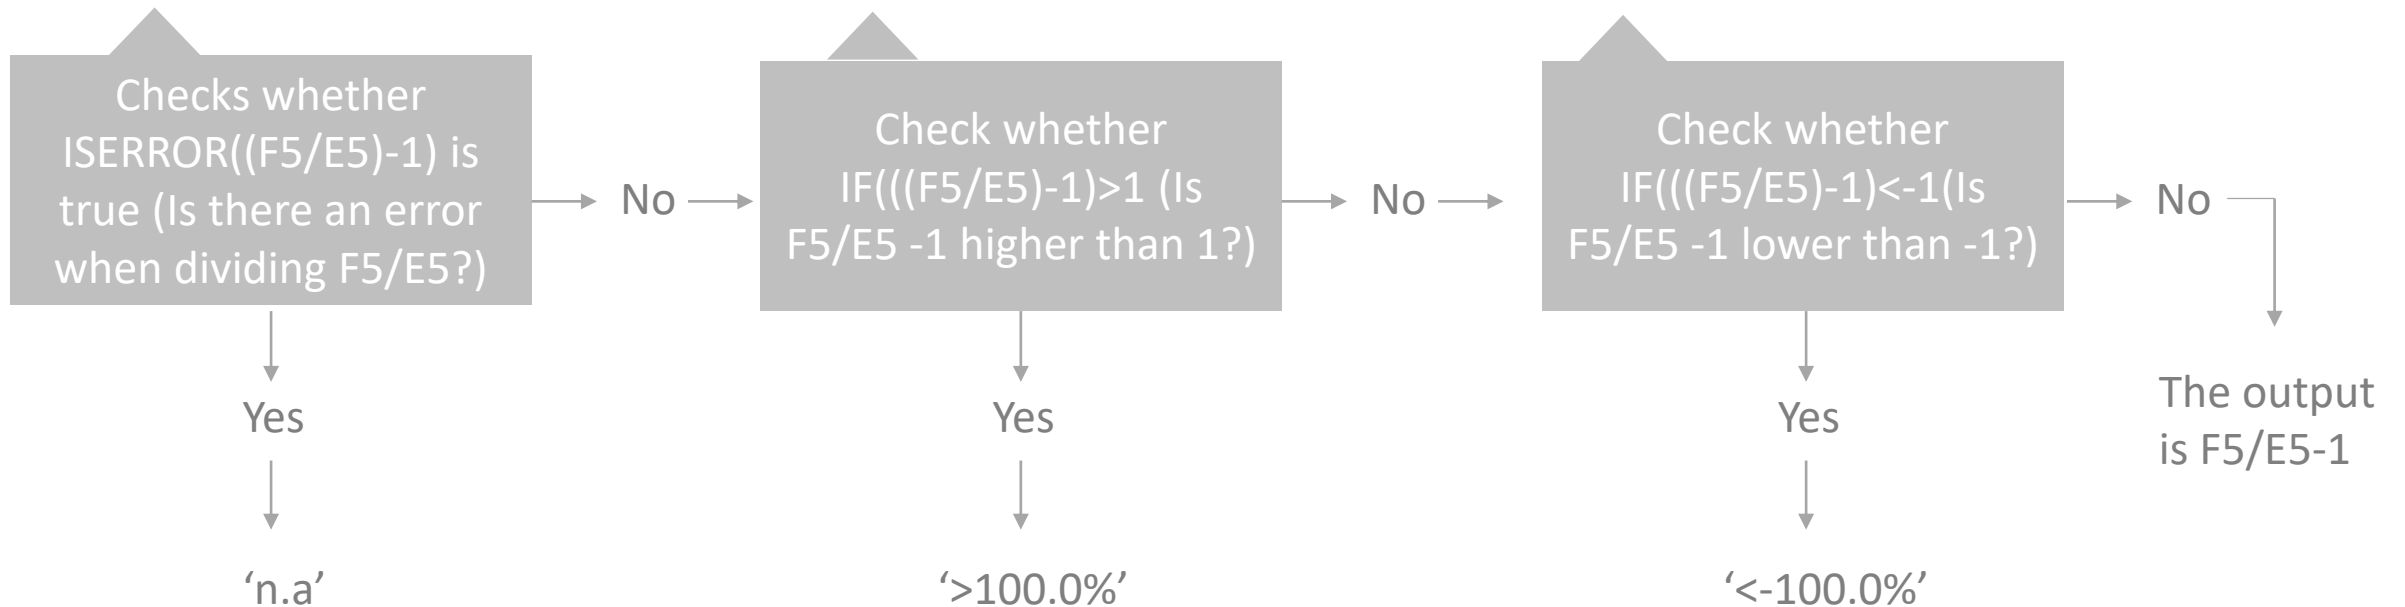 Checks whether
ISERROR((F5/E5)-1) is
true (Is there an error
when dividing F5/E5?)
No
Check whether
IF(((F5/E5)-1)>1 (Is
F5/E5 -1 higher than 1?)
No
Check whether
IF(((F5/E5)-1)<-1(Is
F5/E5 -1 lower than -1?)
No
Yes
Yes
Yes
The output
is F5/E5-1
‘n.a’
‘>100.0%’
‘<-100.0%’